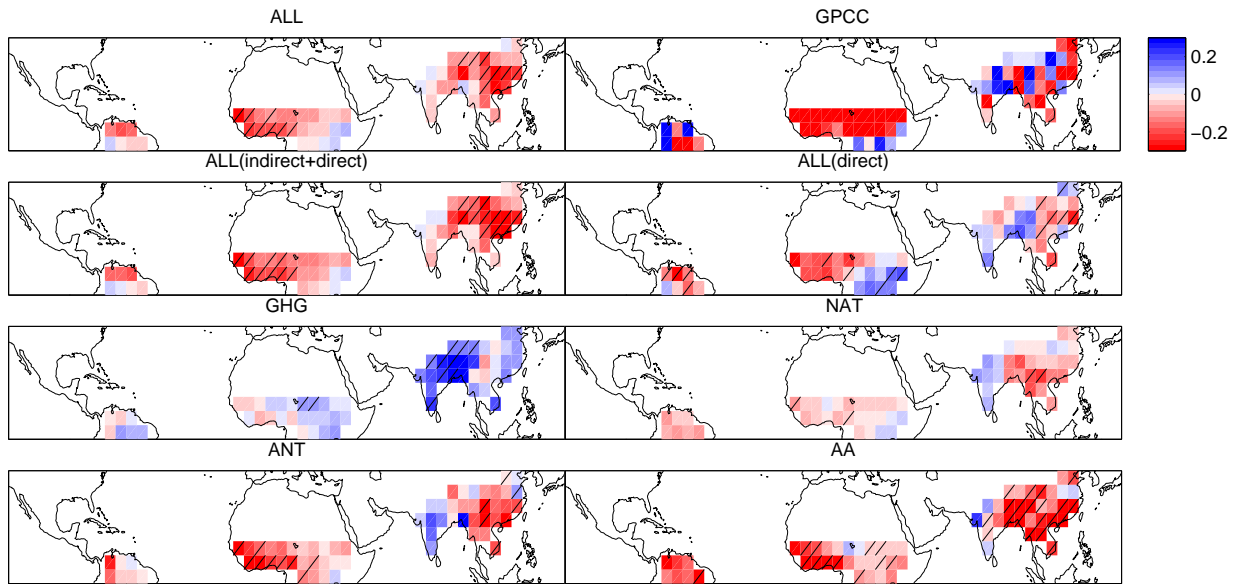 ALL
GPCC
0.2
0
−0.2
ALL(indirect+direct)
ALL(direct)
GHG
NAT
ANT
AA